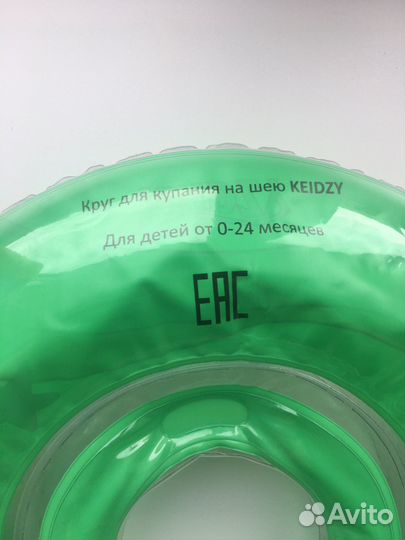 Круг для купания на шею KEIDZY
Для детей от 0-24 месяцев
EAC
Avito